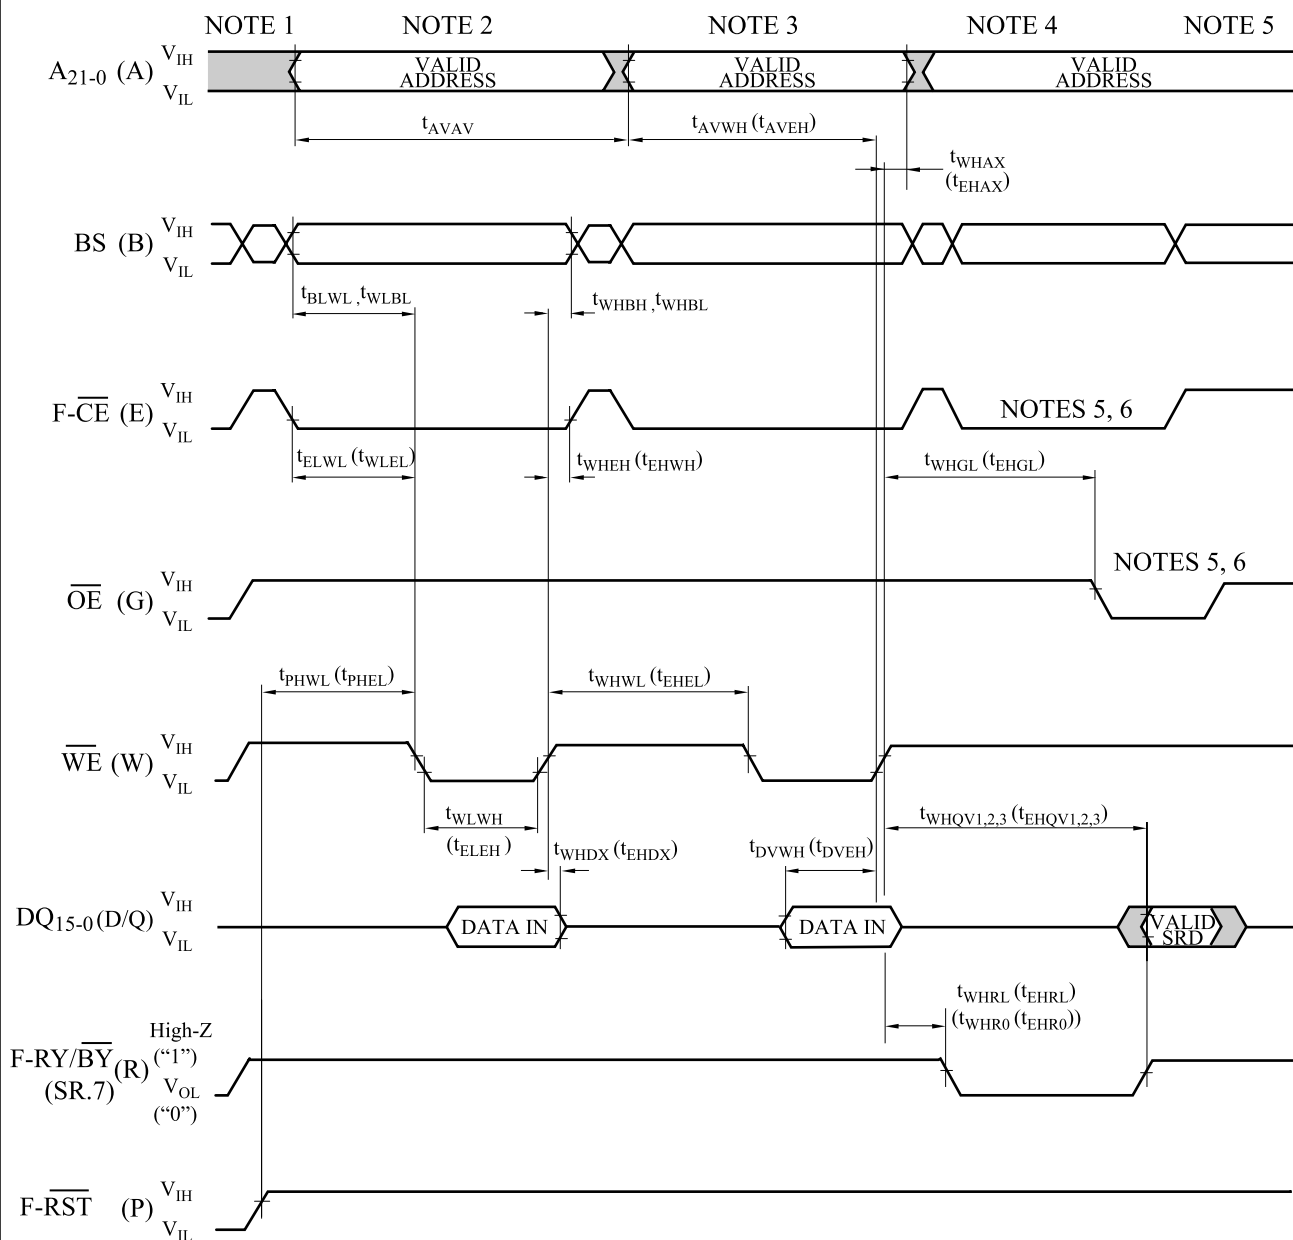 NOTE 1 NOTE 2 NOTE 3 NOTE 4 NOTE 5
A21-0 (A) VIH VALID ADDRESS VALID ADDRESS VALID ADDRESS
VIL
tAVAV tAVWH (tAVEH)
tWHAX
(tEHAX)
BS (B) VIH
VIL
tBLWL ,tWLBL tWHBH ,tWHBL
F-CE (E) VIH
VIL NOTES 5, 6
tELWL (tWLEL) tWHEH (tEHWH) tWHGL (tEHGL)
OE (G) VIH NOTES 5, 6
VIL
tPHWL (tPHEL) tWHWL (tEHEL)
WE (W) VIH
VIL
tWLWH tWHQV1,2,3 (tEHQV1,2,3)
(tELEH ) tWHDX (tEHDX) tDVWH (tDVEH)
DQ15-0 (D/Q) VIH DATA IN DATA IN VALID SRD
VIL
tWHRL (tEHRL)
(tWHR0 (tEHR0))
High-Z
F-RY/BY (R) (“1”)
(SR.7) VOL
(“0”)
F-RST (P) VIH
VIL